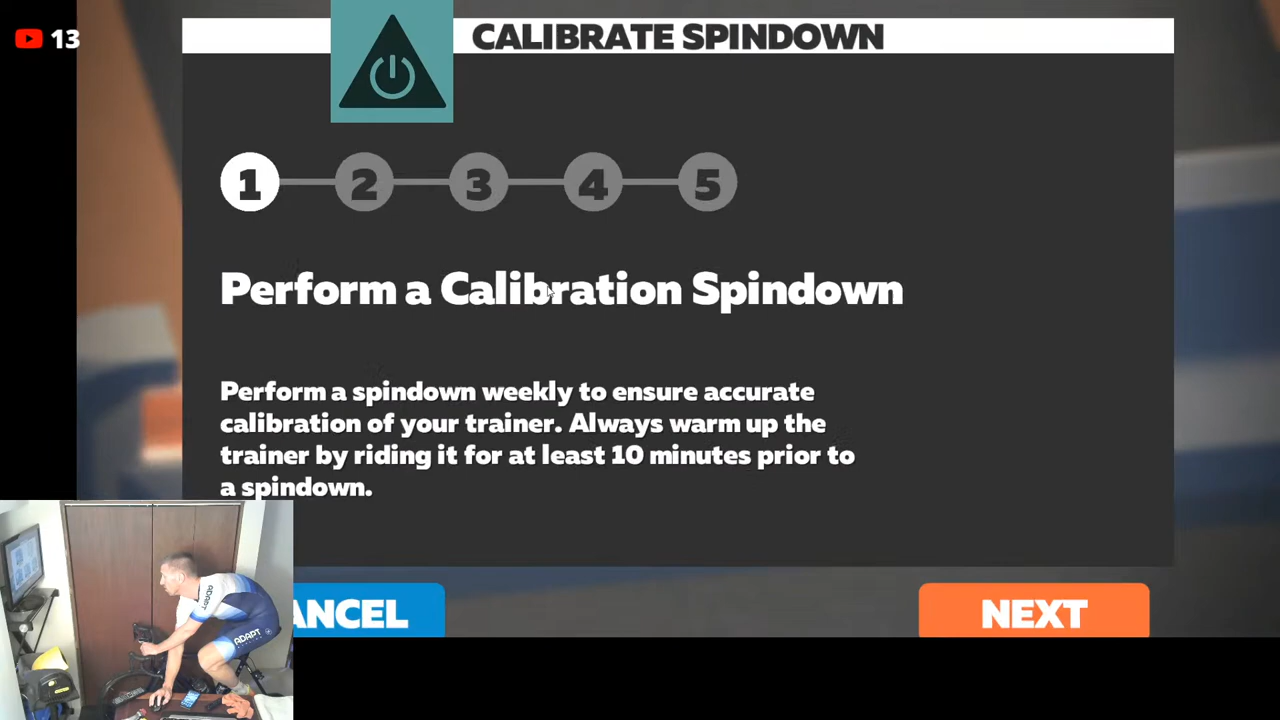 13
CALIBRATE SPINDOWN
1 2 3 4 5
Perform a Calibration Spindown
Perform a spindown weekly to ensure accurate
calibration of your trainer. Always warm up the
trainer by riding it for at least 10 minutes prior to
a spindown.
ANCEL
NEXT
ADAPT
ADAPT